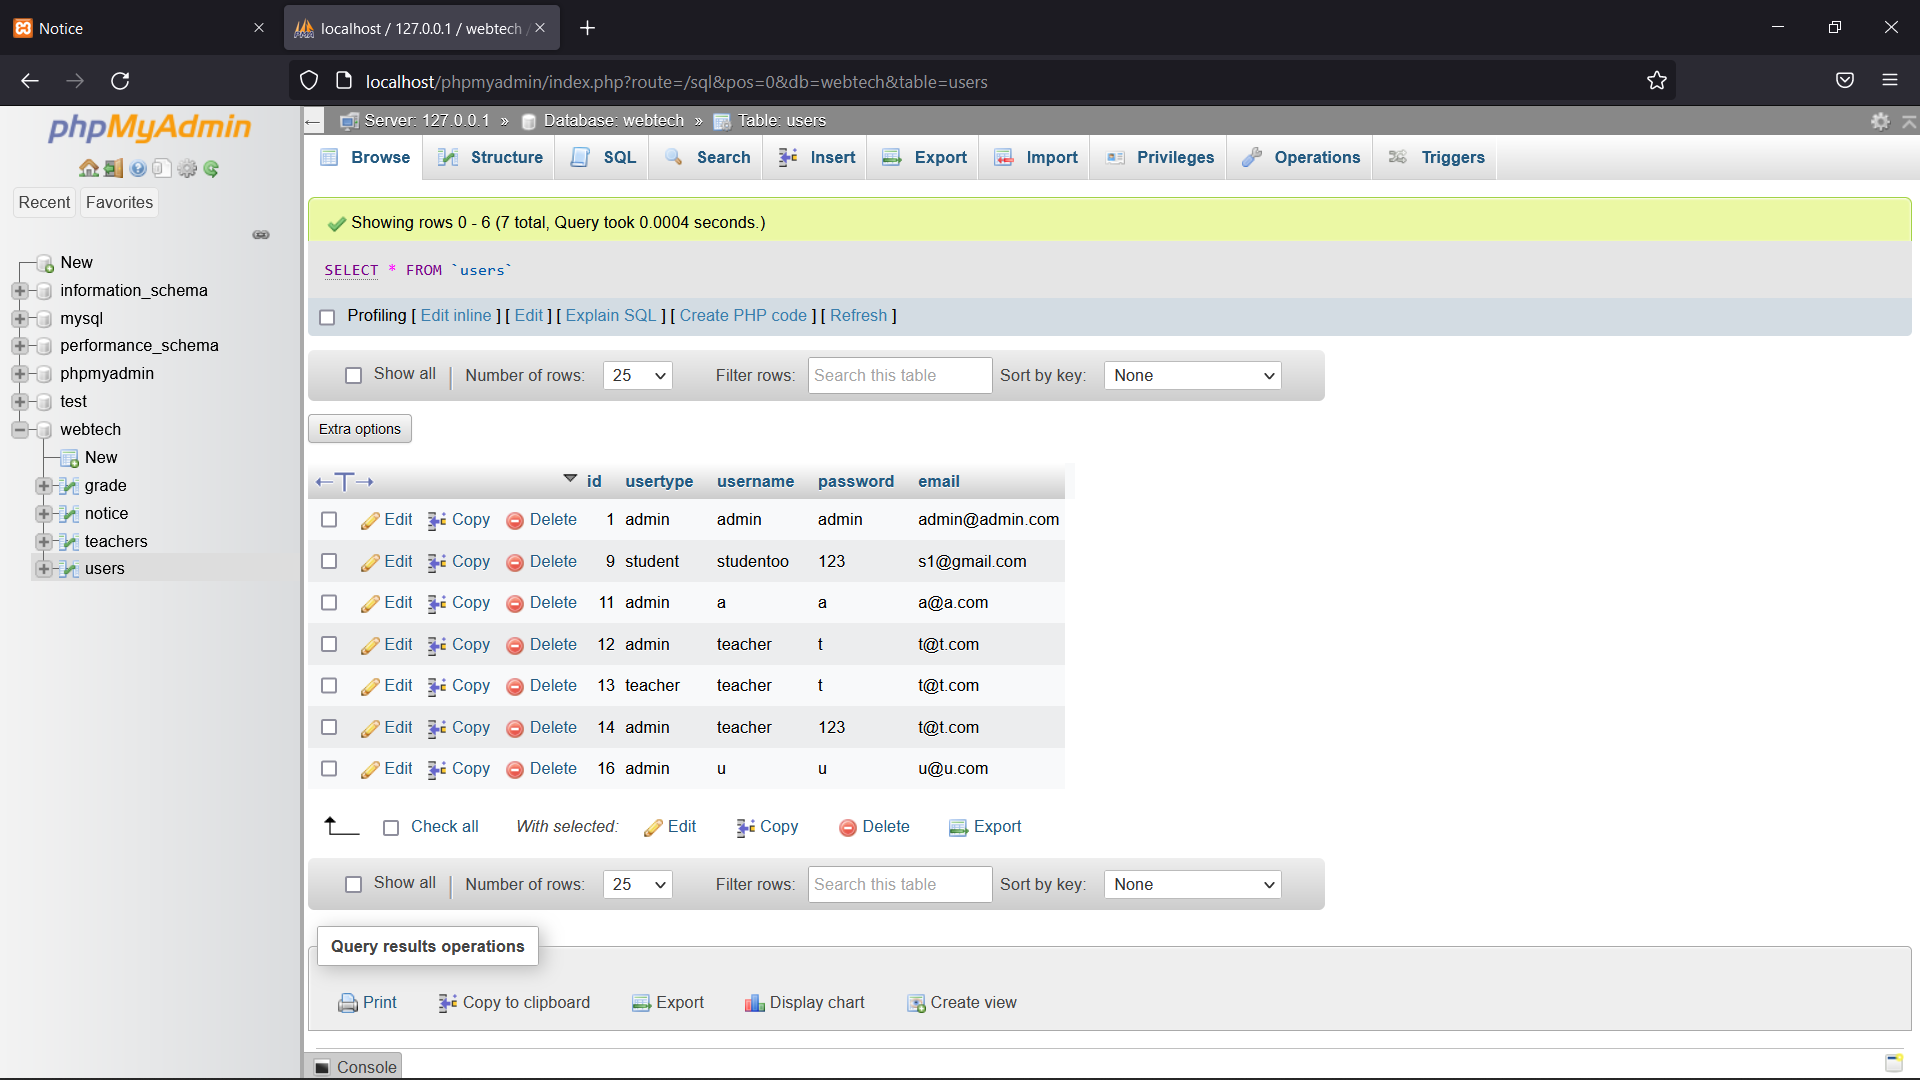 Notice
localhost / 127.0.0.1 / webtech /
localhost/phpmyadmin/index.php?route=/sql&pos=0&db=webtech&table=users
phpMyAdmin
Recent Favorites
New
information_schema
mysql
performance_schema
phpmyadmin
test
webtech
New
grade
notice
teachers
users
Server: 127.0.0.1 » Database: webtech » Table: users
Browse Structure SQL Search Insert Export Import Privileges Operations Triggers
Showing rows 0 - 6 (7 total, Query took 0.0004 seconds.)
SELECT * FROM `users`
Profiling [ Edit inline ] [ Edit ] [ Explain SQL ] [ Create PHP code ] [ Refresh ]
Show all | Number of rows: 25 Filter rows: Search this table Sort by key: None
Extra options
←T→ id usertype username password email
Edit Copy Delete 1 admin admin admin admin@admin.com
Edit Copy Delete 9 student studentoo 123 s1@gmail.com
Edit Copy Delete 11 admin a a a@a.com
Edit Copy Delete 12 admin teacher t t@t.com
Edit Copy Delete 13 teacher teacher t t@t.com
Edit Copy Delete 14 admin teacher 123 t@t.com
Edit Copy Delete 16 admin u u u@u.com
Check all With selected: Edit Copy Delete Export
Show all | Number of rows: 25 Filter rows: Search this table Sort by key: None
Query results operations
Print Copy to clipboard Export Display chart Create view
Console